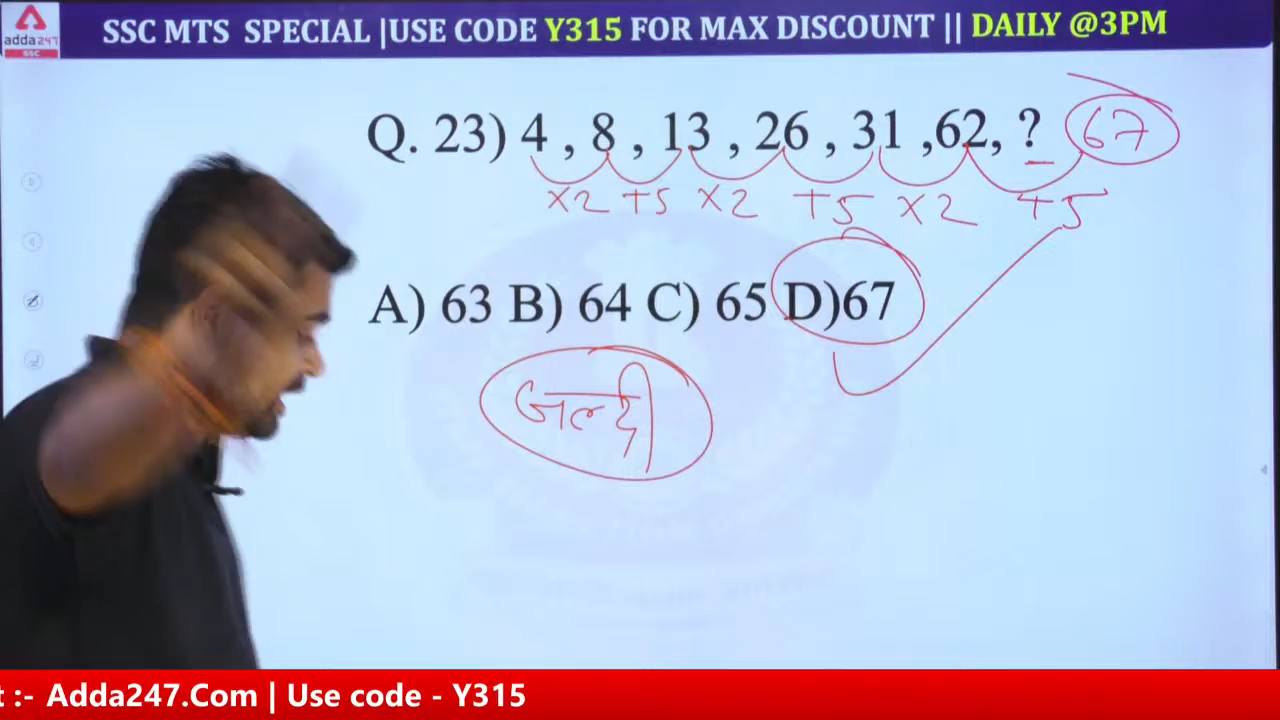 adda247
SSC
SSC MTS SPECIAL |USE CODE Y315 FOR MAX DISCOUNT || DAILY @3PM
Q. 23) 4 , 8 , 13 , 26 , 31 ,62, ? 67
×2 +5 ×2 +5 ×2 +5
A) 63 B) 64 C) 65 D)67
जल्दी
t :- Adda247.Com | Use code - Y315